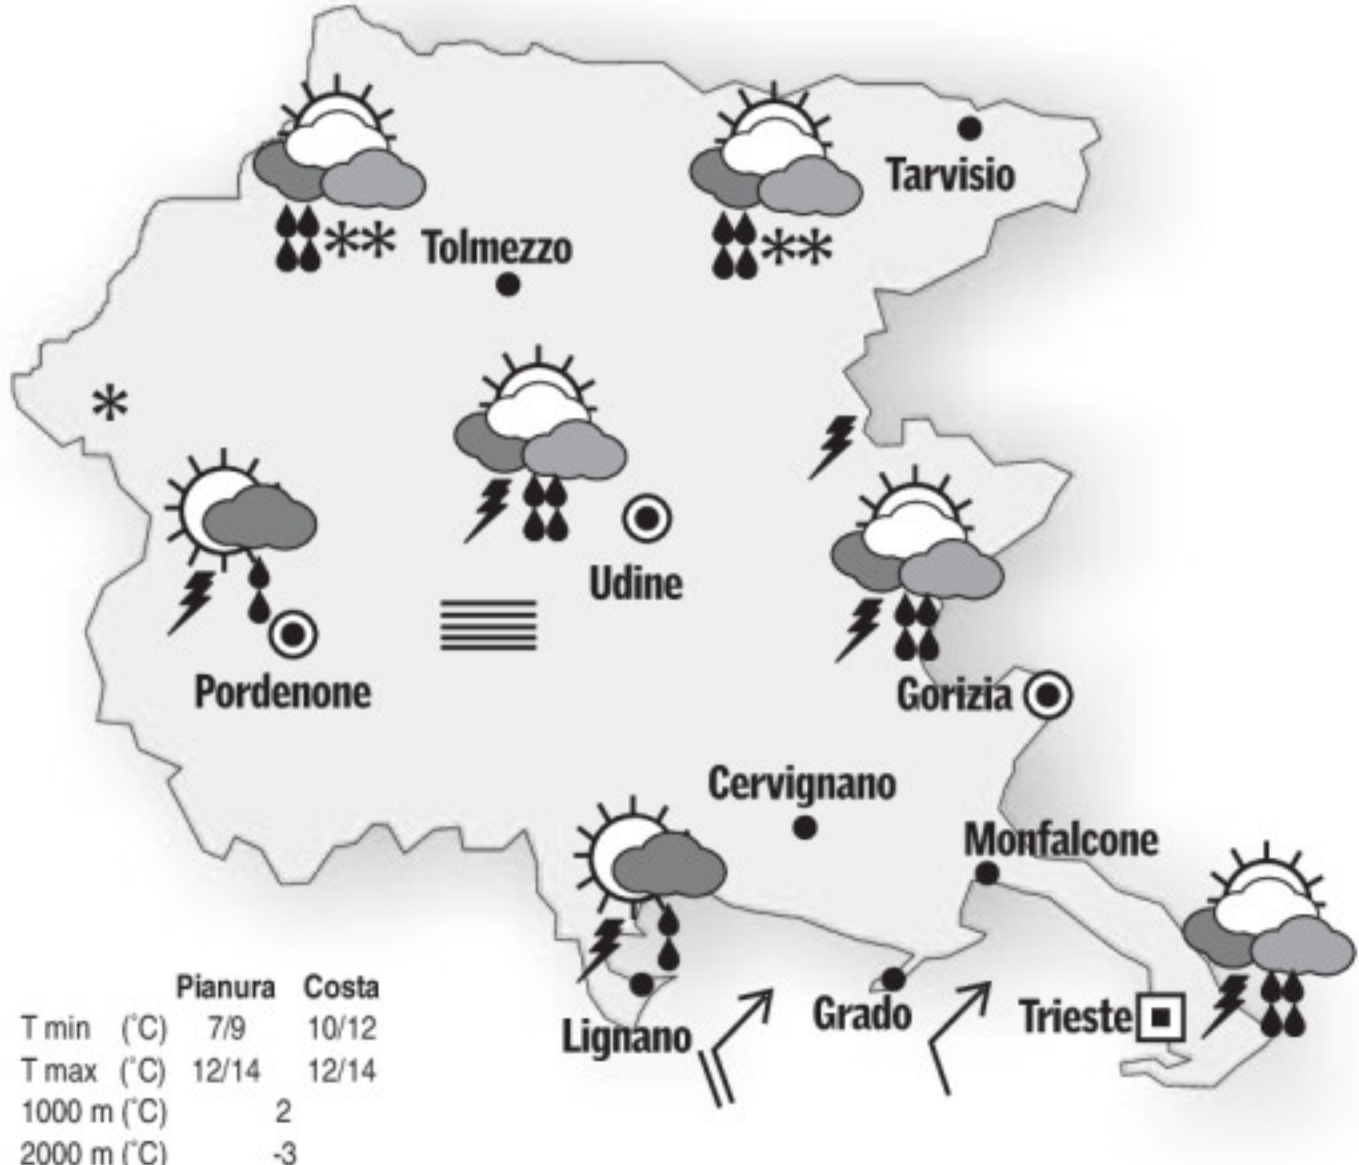 Tarvisio
Tolmezzo
Udine
Pordenone
Gorizia
Cervignano
Monfalcone
Lignano
Grado
Trieste
Pianura Costa
T min (°C) 7/9 10/12
T max (°C) 12/14 12/14
1000 m (°C) 2
2000 m (°C) -3